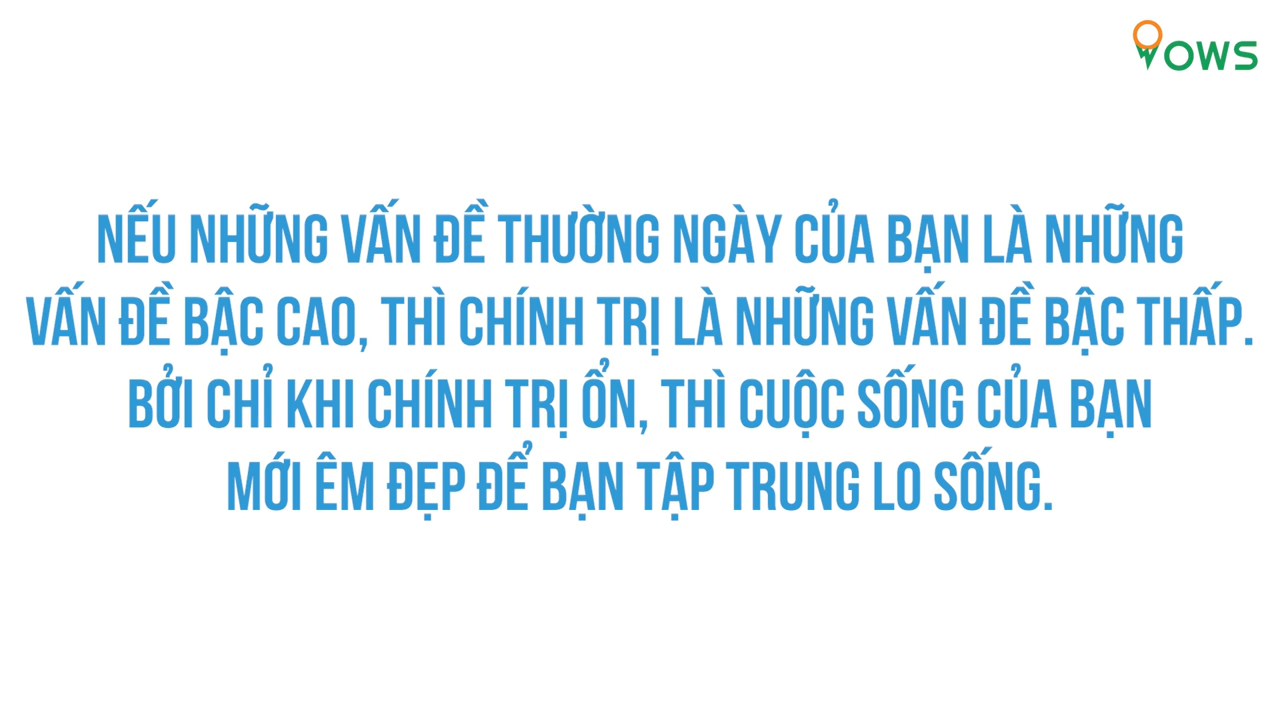 VOWS
NẾU NHỮNG VẤN ĐỀ THƯỜNG NGÀY CỦA BẠN LÀ NHỮNG
VẤN ĐỀ BẬC CAO, THÌ CHÍNH TRỊ LÀ NHỮNG VẤN ĐỀ BẬC THẤP.
BỞI CHỈ KHI CHÍNH TRỊ ỔN, THÌ CUỘC SỐNG CỦA BẠN
MỚI ÊM ĐẸP ĐỂ BẠN TẬP TRUNG LO SỐNG.